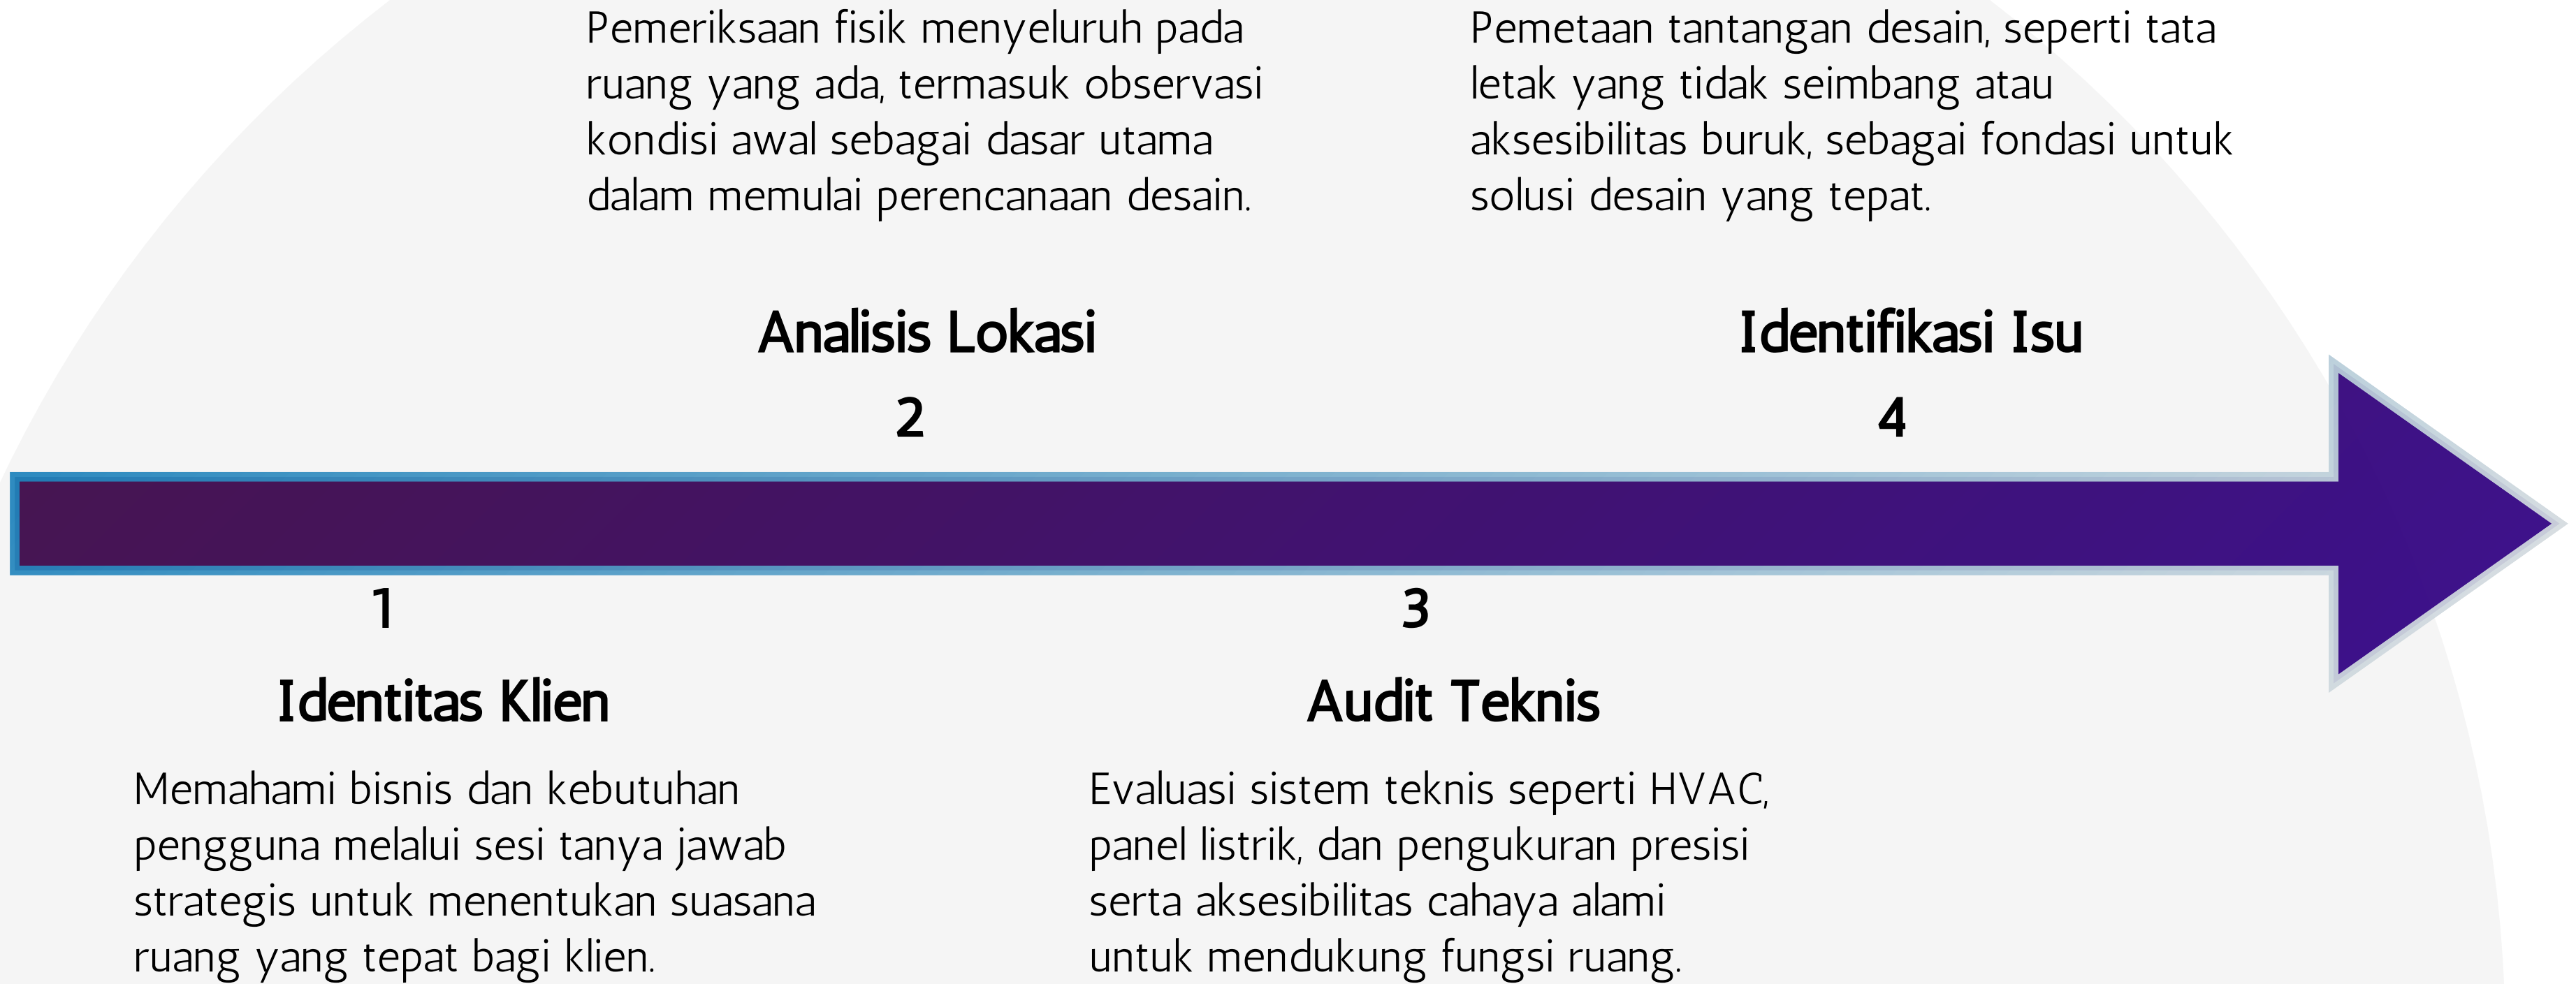 Pemeriksaan fisik menyeluruh pada
ruang yang ada, termasuk observasi
kondisi awal sebagai dasar utama
dalam memulai perencanaan desain.
Analisis Lokasi
2
Pemetaan tantangan desain, seperti tata
letak yang tidak seimbang atau
aksesibilitas buruk, sebagai fondasi untuk
solusi desain yang tepat.
Identifikasi Isu
4
1
Identitas Klien
Memahami bisnis dan kebutuhan
pengguna melalui sesi tanya jawab
strategis untuk menentukan suasana
ruang yang tepat bagi klien.
3
Audit Teknis
Evaluasi sistem teknis seperti HVAC,
panel listrik, dan pengukuran presisi
serta aksesibilitas cahaya alami
untuk mendukung fungsi ruang.